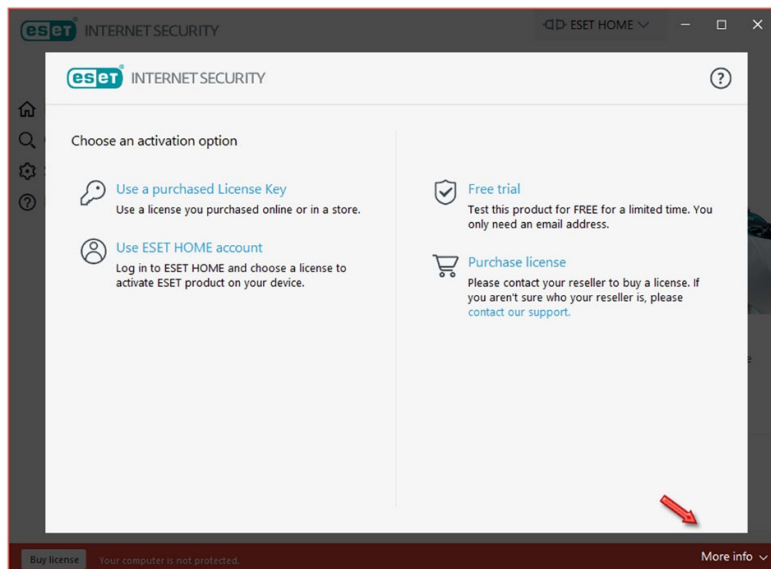 eset INTERNET SECURITY
ESET HOME
eset INTERNET SECURITY
Choose an activation option
Use a purchased License Key
Use a license you purchased online or in a store.
Use ESET HOME account
Log in to ESET HOME and choose a license to
activate ESET product on your device.
Free trial
Test this product for FREE for a limited time. You
only need an email address.
Purchase license
Please contact your reseller to buy a license. If
you aren't sure who your reseller is, please
contact our support.
Buy license
Your computer is not protected.
More info